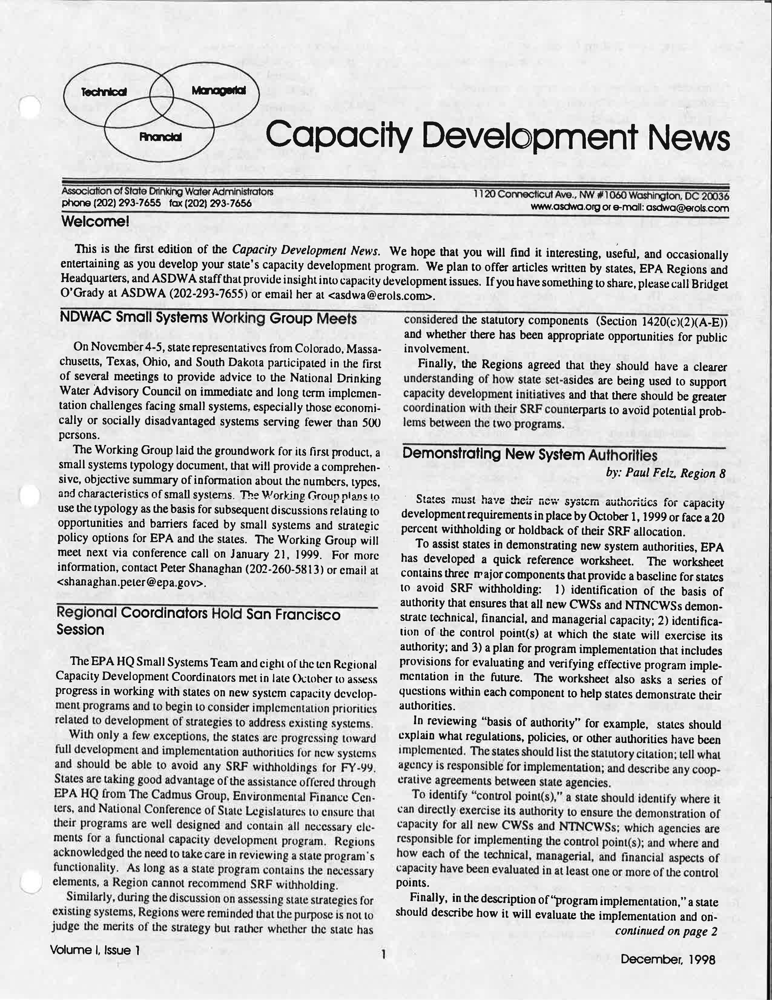 Technical
Managerial
Financial
Capacity Development News
Association of State Drinking Water Administrators
phone (202) 293-7655 fax (202) 293-7656
1120 Connecticut Ave., NW #1060 Washington, DC 20036
www.asdwa.org or e-mail: asdwa@erols.com
Welcome!
This is the first edition of the Capacity Development News. We hope that you will find it interesting, useful, and occasionally
entertaining as you develop your state's capacity development program. We plan to offer articles written by states, EPA Regions and
Headquarters, and ASDWA staff that provide insight into capacity development issues. If you have something to share, please call Bridget
O'Grady at ASDWA (202-293-7655) or email her at <asdwa@erols.com>.
NDWAC Small Systems Working Group Meets
On November 4-5, state representatives from Colorado, Massa-
chusetts, Texas, Ohio, and South Dakota participated in the first
of several meetings to provide advice to the National Drinking
Water Advisory Council on immediate and long term implemen-
tation challenges facing small systems, especially those economi-
cally or socially disadvantaged systems serving fewer than 500
persons.
The Working Group laid the groundwork for its first product, a
small systems typology document, that will provide a comprehen-
sive, objective summary of information about the numbers, types,
and characteristics of small systems. The Working Group plans to
use the typology as the basis for subsequent discussions relating to
opportunities and barriers faced by small systems and strategic
policy options for EPA and the states. The Working Group will
meet next via conference call on January 21, 1999. For more
information, contact Peter Shanaghan (202-260-5813) or email at
<shanaghan.peter@epa.gov>.
Regional Coordinators Hold San Francisco
Session
The EPA HQ Small Systems Team and eight of the ten Regional
Capacity Development Coordinators met in late October to assess
progress in working with states on new system capacity develop-
ment programs and to begin to consider implementation priorities
related to development of strategies to address existing systems.
With only a few exceptions, the states are progressing toward
full development and implementation authorities for new systems
and should be able to avoid any SRF withholdings for FY-99.
States are taking good advantage of the assistance offered through
EPA HQ from The Cadmus Group, Environmental Finance Cen-
ters, and National Conference of State Legislatures to ensure that
their programs are well designed and contain all necessary ele-
ments for a functional capacity development program. Regions
acknowledged the need to take care in reviewing a state program's
functionality. As long as a state program contains the necessary
elements, a Region cannot recommend SRF withholding.
Similarly, during the discussion on assessing state strategies for
existing systems, Regions were reminded that the purpose is not to
judge the merits of the strategy but rather whether the state has
considered the statutory components (Section 1420(c)(2)(A-E))
and whether there has been appropriate opportunities for public
involvement.
Finally, the Regions agreed that they should have a clearer
understanding of how state set-asides are being used to support
capacity development initiatives and that there should be greater
coordination with their SRF counterparts to avoid potential prob-
lems between the two programs.
Demonstrating New System Authorities
by: Paul Felz, Region 8
States must have their new system authorities for capacity
development requirements in place by October 1, 1999 or face a 20
percent withholding or holdback of their SRF allocation.
To assist states in demonstrating new system authorities, EPA
has developed a quick reference worksheet. The worksheet
contains three major components that provide a baseline for states
to avoid SRF withholding: 1) identification of the basis of
authority that ensures that all new CWSs and NTNCWSs demon-
strate technical, financial, and managerial capacity; 2) identifica-
tion of the control point(s) at which the state will exercise its
authority; and 3) a plan for program implementation that includes
provisions for evaluating and verifying effective program imple-
mentation in the future. The worksheet also asks a series of
questions within each component to help states demonstrate their
authorities.
In reviewing "basis of authority" for example, states should
explain what regulations, policies, or other authorities have been
implemented. The states should list the statutory citation; tell what
agency is responsible for implementation; and describe any coop-
erative agreements between state agencies.
To identify "control point(s)," a state should identify where it
can directly exercise its authority to ensure the demonstration of
capacity for all new CWSs and NTNCWSs; which agencies are
responsible for implementing the control point(s); and where and
how each of the technical, managerial, and financial aspects of
capacity have been evaluated in at least one or more of the control
points.
Finally, in the description of "program implementation," a state
should describe how it will evaluate the implementation and on-
continued on page 2
Volume I, Issue 1
1
December, 1998